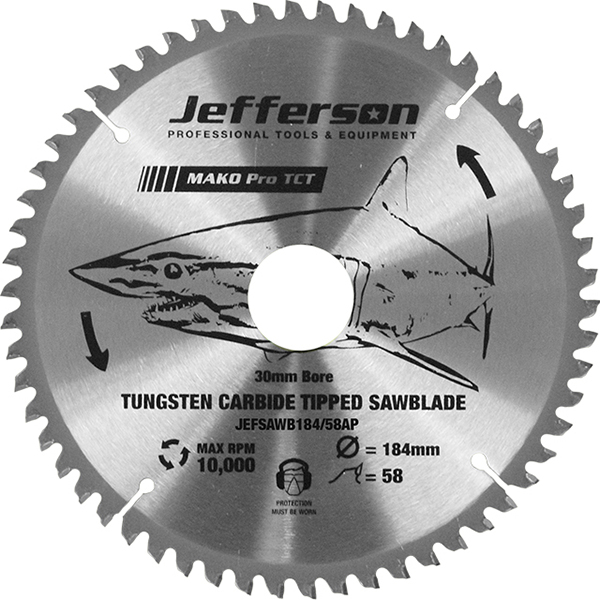 Jefferson
PROFESSIONAL TOOLS & EQUIPMENT
MAKO Pro TCT
30mm Bore
TUNGSTEN CARBIDE TIPPED SAWBLADE
JEFSAWB184/58AP
MAX RPM
10,000
= 184mm
= 58
PROTECTION
MUST BE WORN